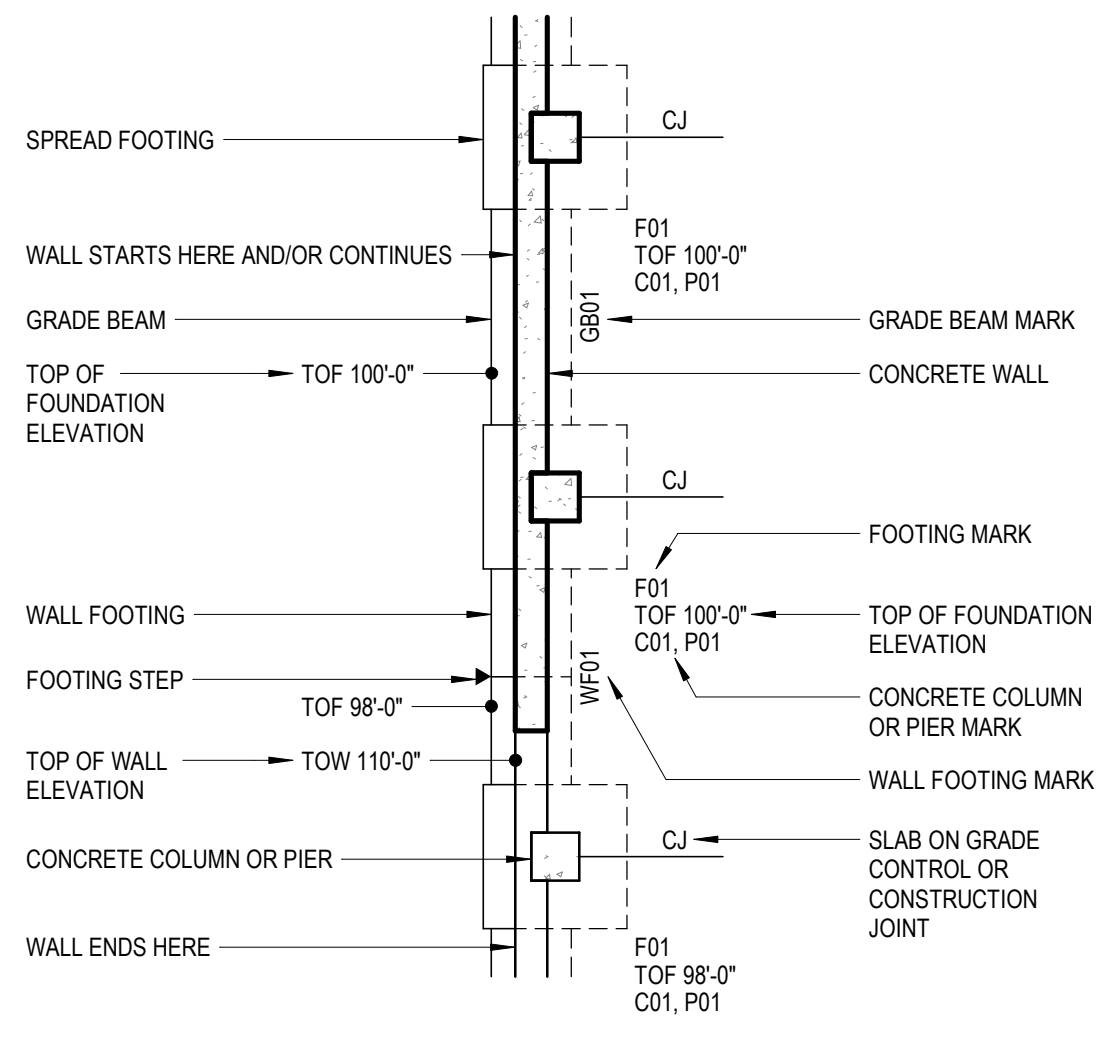 CJ
SPREAD FOOTING
F01
TOF 100'-0"
C01, P01
WALL STARTS HERE AND/OR CONTINUES
GRADE BEAM
GB01
GRADE BEAM MARK
TOP OF
FOUNDATION
ELEVATION
TOF 100'-0"
CONCRETE WALL
CJ
FOOTING MARK
F01
TOF 100'-0"
C01, P01
TOP OF FOUNDATION
ELEVATION
WALL FOOTING
FOOTING STEP
WF01
CONCRETE COLUMN
OR PIER MARK
TOF 98'-0"
TOP OF WALL
ELEVATION
TOW 110'-0"
WALL FOOTING MARK
CONCRETE COLUMN OR PIER
CJ
SLAB ON GRADE
CONTROL OR
CONSTRUCTION
JOINT
WALL ENDS HERE
F01
TOF 98'-0"
C01, P01